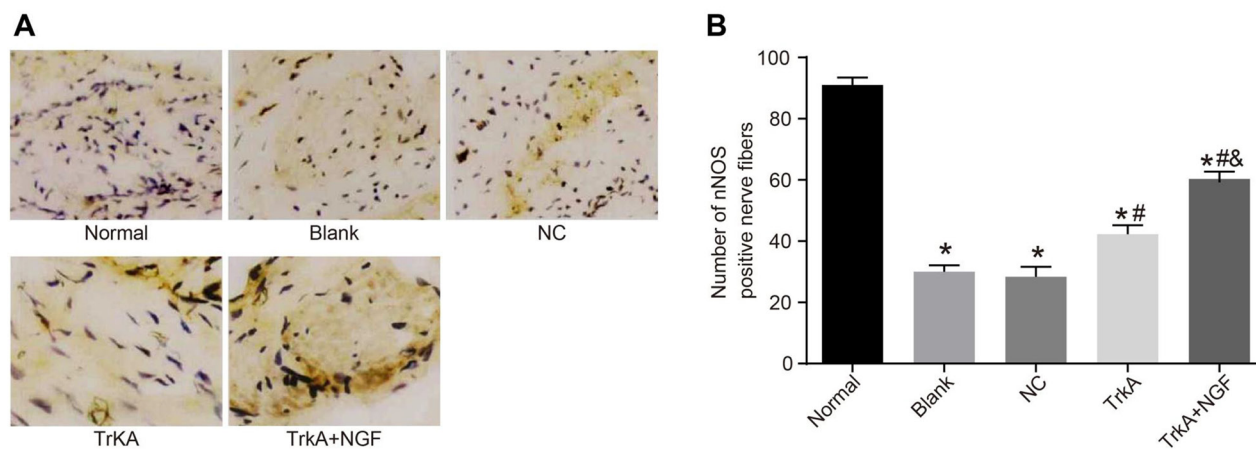 A
Normal
Blank
NC
TrKA
TrkA+NGF
B
Number of nNOS
positive nerve fibers
100
80
60
40
20
0
*
*
*#
*#&
Normal
Blank
NC
TrkA
TrkA+NGF